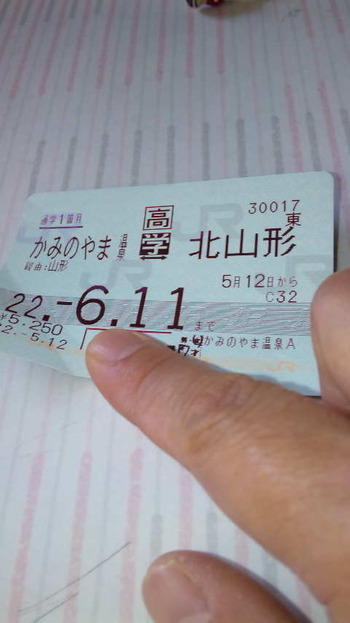 30017
通学1箇月 高 東
かみのやま温泉 学 北山形
経由:山形
5月12日から
22.-6.11まで C32
¥5.250
22.-5.12 かみのやま温泉A